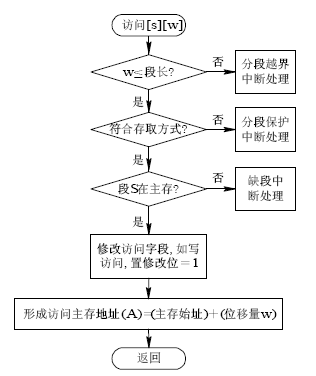 访问[s][w]
w≤段长?
否
分段越界
中断处理
是
符合存取方式?
否
分段保护
中断处理
是
段S在主存?
否
缺段中
断处理
是
修改访问字段,如写
访问,置修改位=1
形成访问主存地址(A)=(主存始址)+(位移量w)
返回